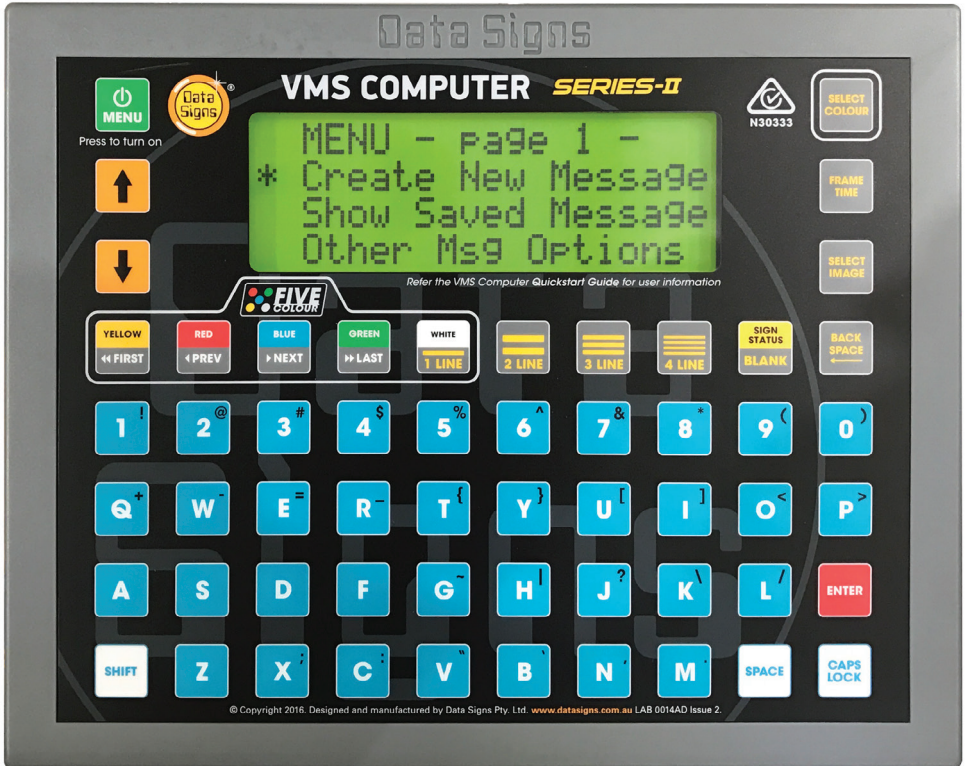 Data Signs
MENU
Press to turn on
Data
Signs
®
VMS COMPUTER SERIES-II
N30333
SELECT
COLOUR
MENU - page 1 -
* Create New Message
Show Saved Message
Other Msg Options
FRAME
TIME
SELECT
IMAGE
Refer the VMS Computer Quickstart Guide for user information
FIVE
COLOUR
YELLOW
FIRST
RED
PREV
BLUE
NEXT
GREEN
LAST
WHITE
1 LINE
2 LINE
3 LINE
4 LINE
SIGN
STATUS
BLANK
BACK
SPACE
1 ! 2 @ 3 # 4 $ 5 % 6 ^ 7 & 8 * 9 ( 0 )
Q + W - E = R _ T { Y } U [ I ] O < P >
A S D F G ~ H | J ? K \ L / ENTER
SHIFT Z X ; C : V " B ` N , M . SPACE CAPS
LOCK
© Copyright 2016. Designed and manufactured by Data Signs Pty. Ltd. www.datasigns.com.au LAB 0014AD Issue 2.
Data
Signs